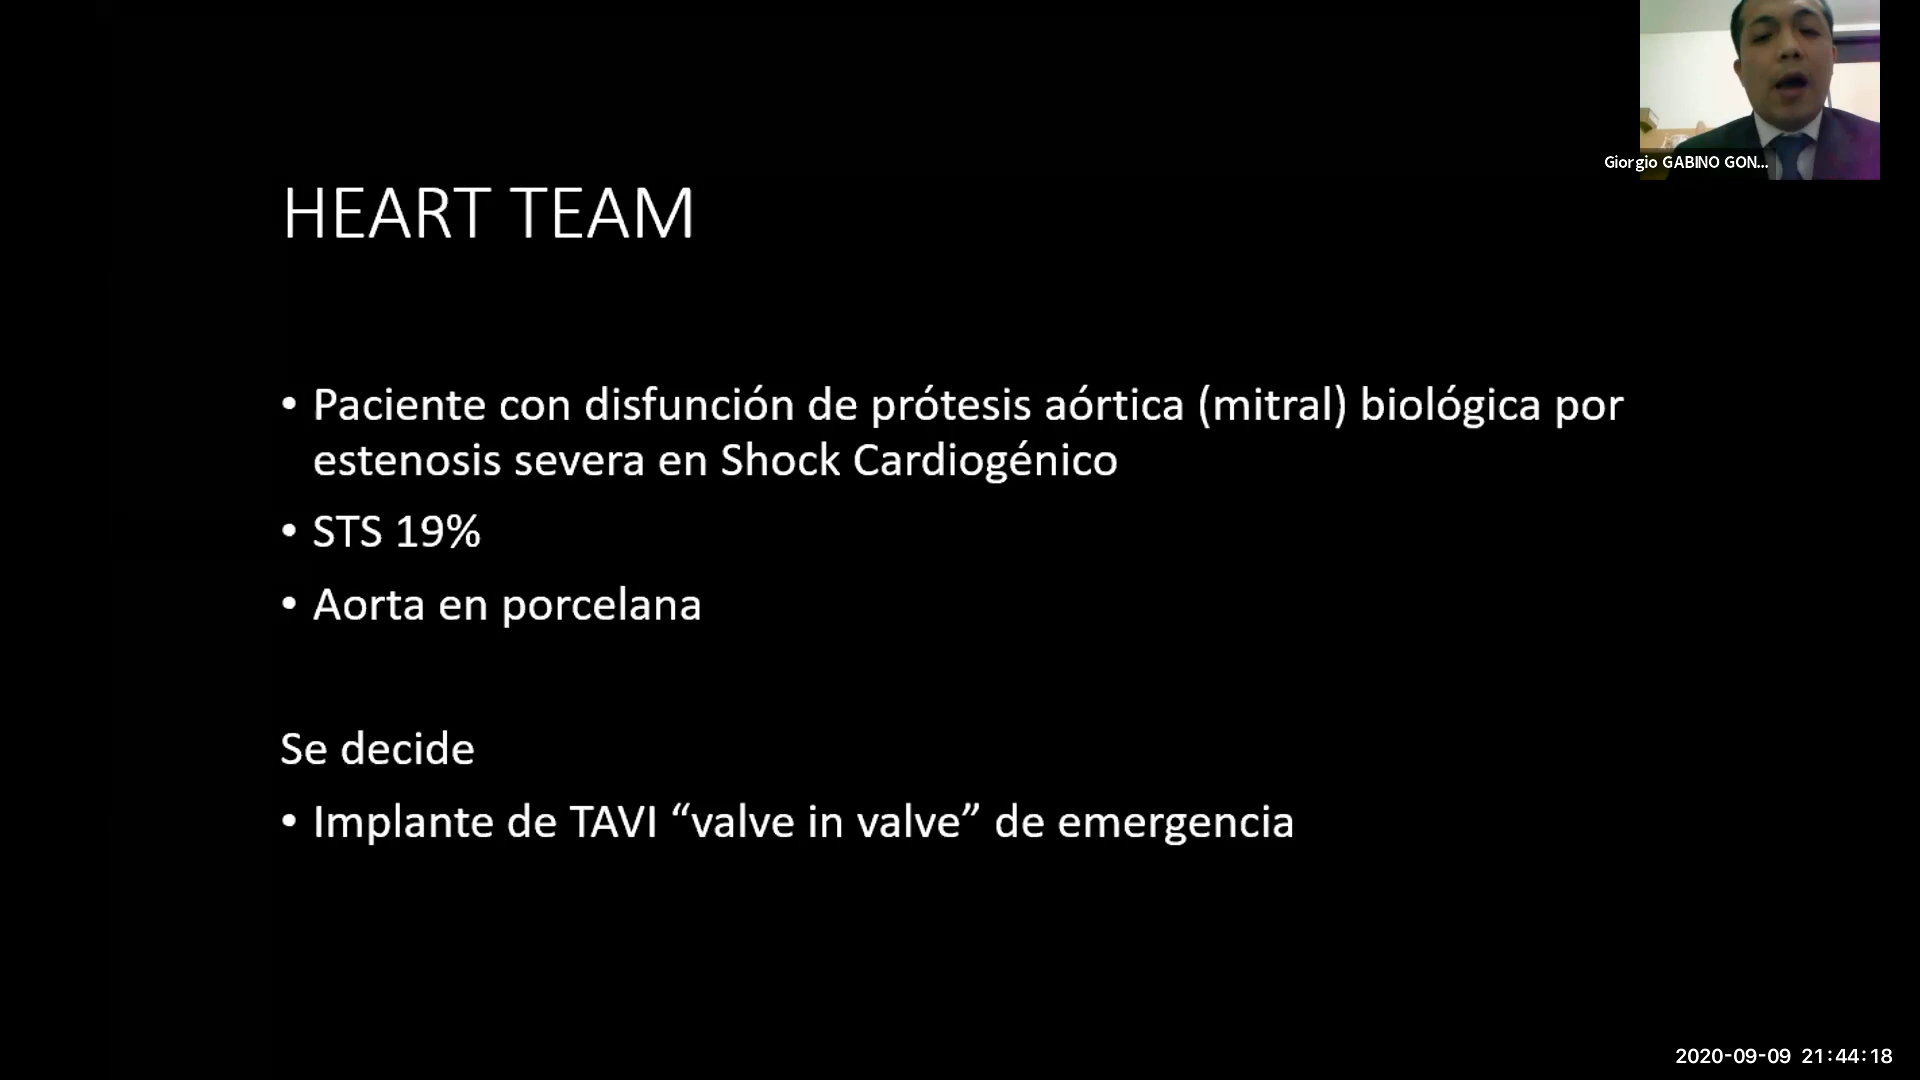 Giorgio GABINO GON...
HEART TEAM
• Paciente con disfunción de prótesis aórtica (mitral) biológica por
estenosis severa en Shock Cardiogénico
• STS 19%
• Aorta en porcelana
Se decide
• Implante de TAVI “valve in valve” de emergencia
2020-09-09 21:44:18